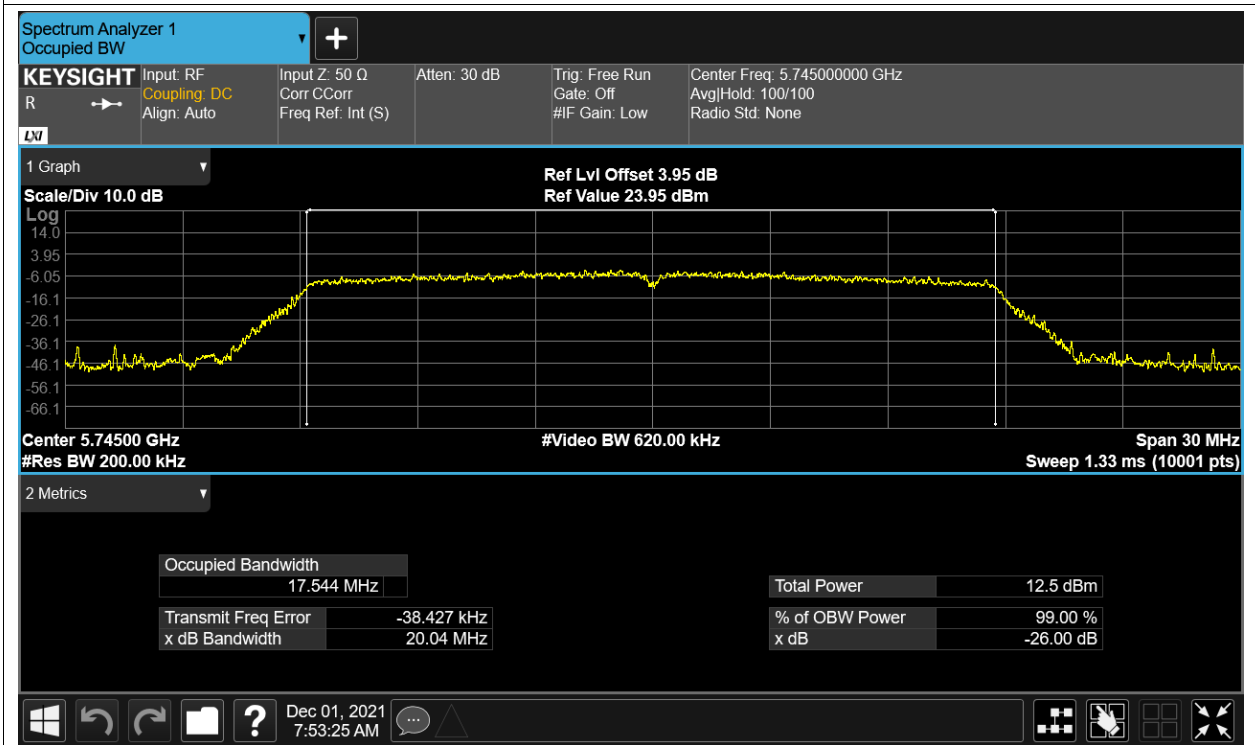 Spectrum Analyzer 1
Occupied BW
KEYSIGHT
R
LXI
Input: RF
Coupling: DC
Align: Auto
Input Z: 50 Ω
Corr CCorr
Freq Ref: Int (S)
Atten: 30 dB
Trig: Free Run
Gate: Off
#IF Gain: Low
Center Freq: 5.745000000 GHz
Avg|Hold: 100/100
Radio Std: None
1 Graph
Scale/Div 10.0 dB
Ref Lvl Offset 3.95 dB
Ref Value 23.95 dBm
Log
14.0
3.95
-6.05
-16.1
-26.1
-36.1
-46.1
-56.1
-66.1
Center 5.74500 GHz
#Video BW 620.00 kHz
Span 30 MHz
#Res BW 200.00 kHz
Sweep 1.33 ms (10001 pts)
2 Metrics
Occupied Bandwidth
17.544 MHz
Total Power 12.5 dBm
Transmit Freq Error -38.427 kHz
% of OBW Power 99.00 %
x dB Bandwidth 20.04 MHz
x dB -26.00 dB
?
Dec 01, 2021
7:53:25 AM